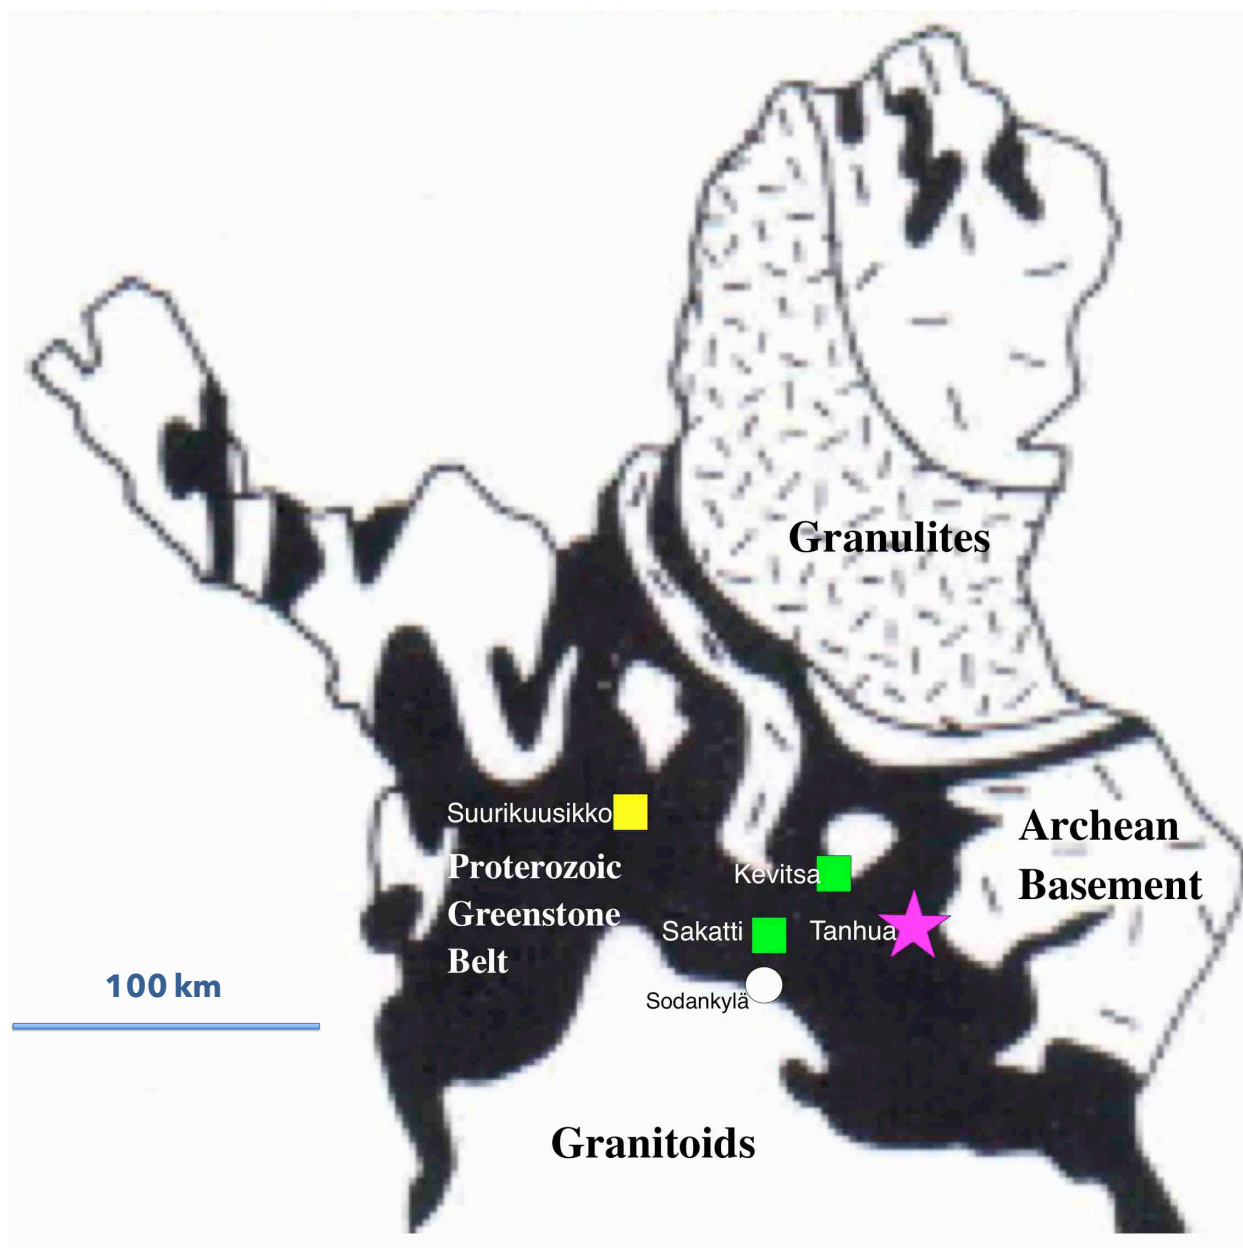 Granulites
Suurikuusikko
Archean
Basement
Proterozoic
Greenstone
Belt
Kevitsa
Sakatti
Tanhua
100 km
Sodankylä
Granitoids